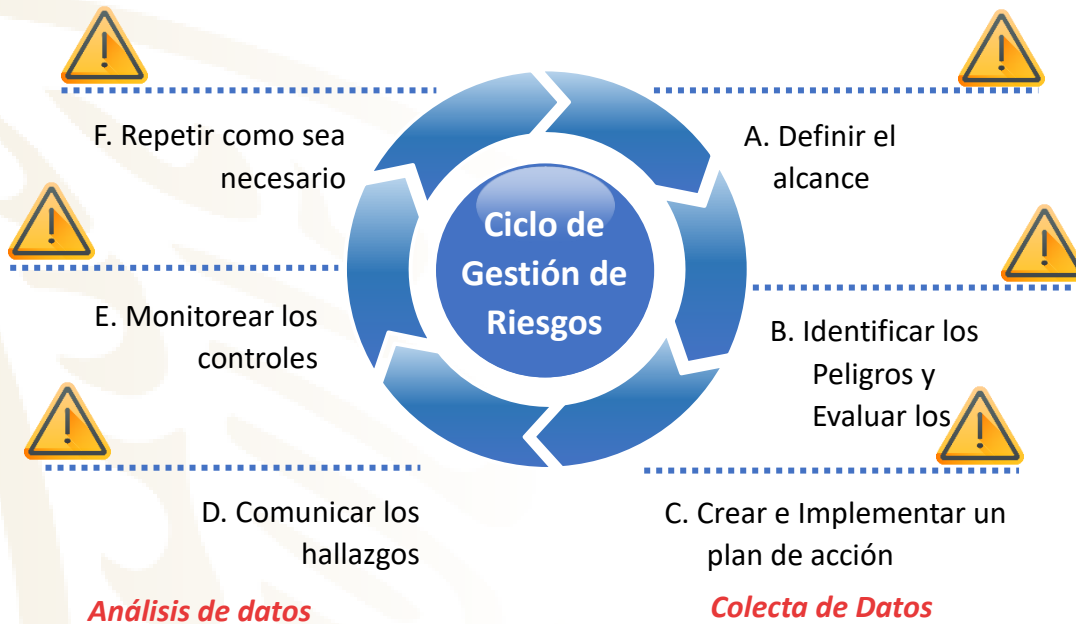 Ciclo de
Gestión de
Riesgos
A. Definir el
alcance
B. Identificar los
Peligros y
Evaluar los
C. Crear e Implementar un
plan de acción
Colecta de Datos
D. Comunicar los
hallazgos
Análisis de datos
E. Monitorear los
controles
F. Repetir como sea
necesario